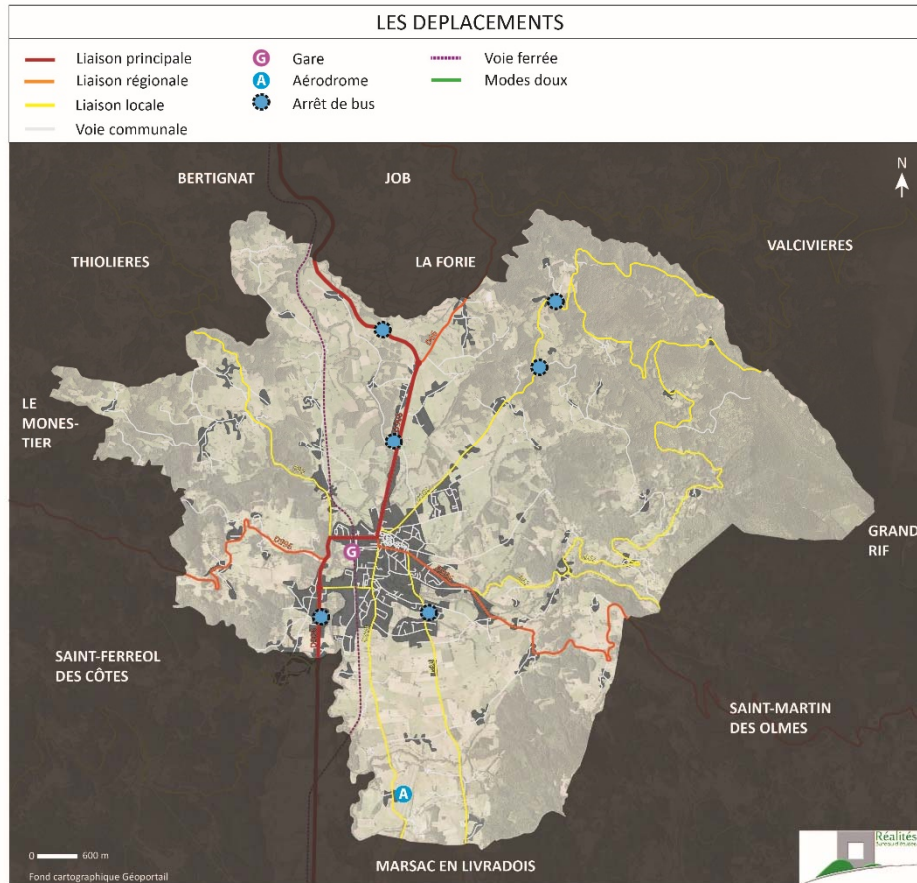 LES DEPLACEMENTS
Liaison principale
Liaison régionale
Liaison locale
Voie communale
G Gare
A Aérodrome
Arrêt de bus
Voie ferrée
Modes doux
N
BERTIGNAT
JOB
THIOLIERES
LA FORIE
VALCIVIERES
LE
MONES-
TIER
GRAND
RIF
G
SAINT-FERREOL
DES CÔTES
SAINT-MARTIN
DES OLMES
A
MARSAC EN LIVRADOIS
0 600 m
Fond cartographique Géoportail
Réalités